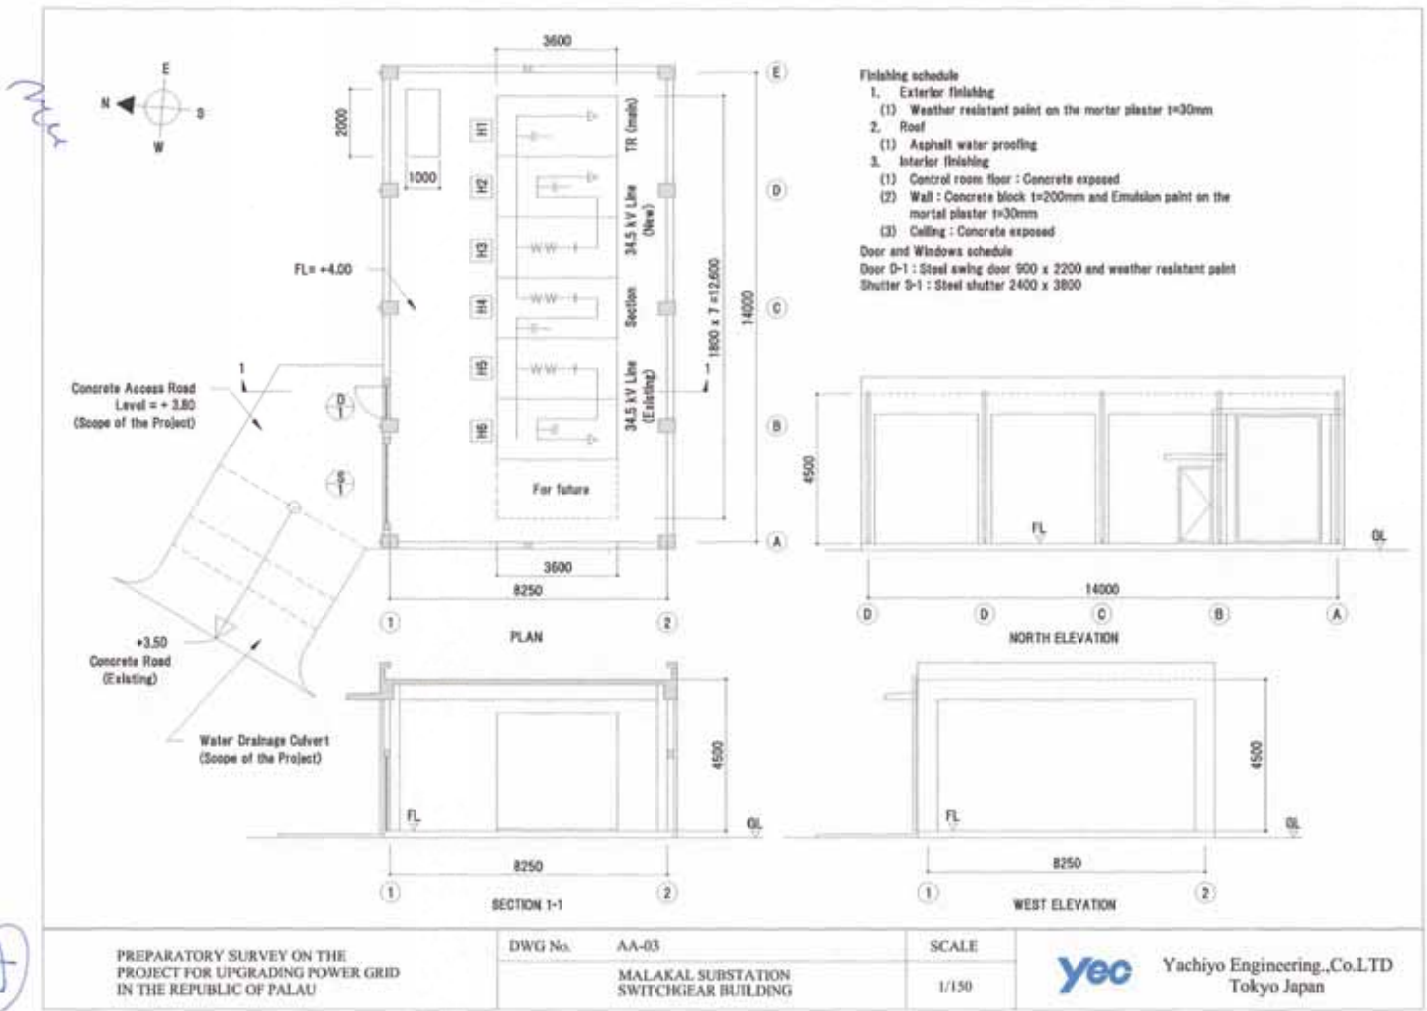 3600
E
N
S
W
2000
1000
H1
H2
H3
H4
H5
H6
TR (main)
34.5 kV Line
(New)
Section
34.5 kV Line
(Existing)
1800 x 7 =12,600
14000
E
D
C
B
A
FL= +4.00
1
1
Concrete Access Road
Level = + 3.80
(Scope of the Project)
D
1
S
1
For future
3600
8250
1
2
PLAN
+3.50
Concrete Road
(Existing)
Water Drainage Culvert
(Scope of the Project)
Finishing schedule
1. Exterior finishing
(1) Weather resistant paint on the mortar plaster t=30mm
2. Roof
(1) Asphalt water proofing
3. Interior finishing
(1) Control room floor : Concrete exposed
(2) Wall : Concrete block t=200mm and Emulsion paint on the
mortal plaster t=30mm
(3) Ceiling : Concrete exposed
Door and Windows schedule
Door D-1 : Steel swing door 900 x 2200 and weather resistant paint
Shutter S-1 : Steel shutter 2400 x 3800
4500
FL
GL
14000
D
D
C
B
A
NORTH ELEVATION
4500
FL
GL
8250
1
2
SECTION 1-1
4500
FL
GL
8250
1
2
WEST ELEVATION
PREPARATORY SURVEY ON THE
PROJECT FOR UPGRADING POWER GRID
IN THE REPUBLIC OF PALAU
DWG No. AA-03
MALAKAL SUBSTATION
SWITCHGEAR BUILDING
SCALE
1/150
yec
Yachiyo Engineering.,Co.LTD
Tokyo Japan